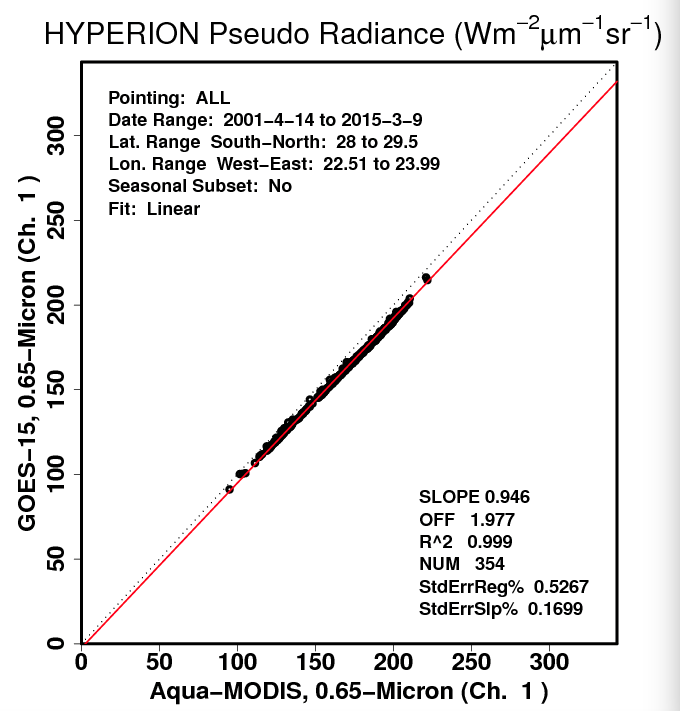 HYPERION Pseudo Radiance (Wm⁻²μm⁻¹sr⁻¹)
Pointing: ALL
Date Range: 2001−4−14 to 2015−3−9
Lat. Range South−North: 28 to 29.5
Lon. Range West−East: 22.51 to 23.99
Seasonal Subset: No
Fit: Linear
GOES−15, 0.65−Micron (Ch. 1 )
300
250
200
150
100
50
0
SLOPE 0.946
OFF 1.977
R^2 0.999
NUM 354
StdErrReg% 0.5267
StdErrSlp% 0.1699
0 50 100 150 200 250 300
Aqua−MODIS, 0.65−Micron (Ch. 1 )